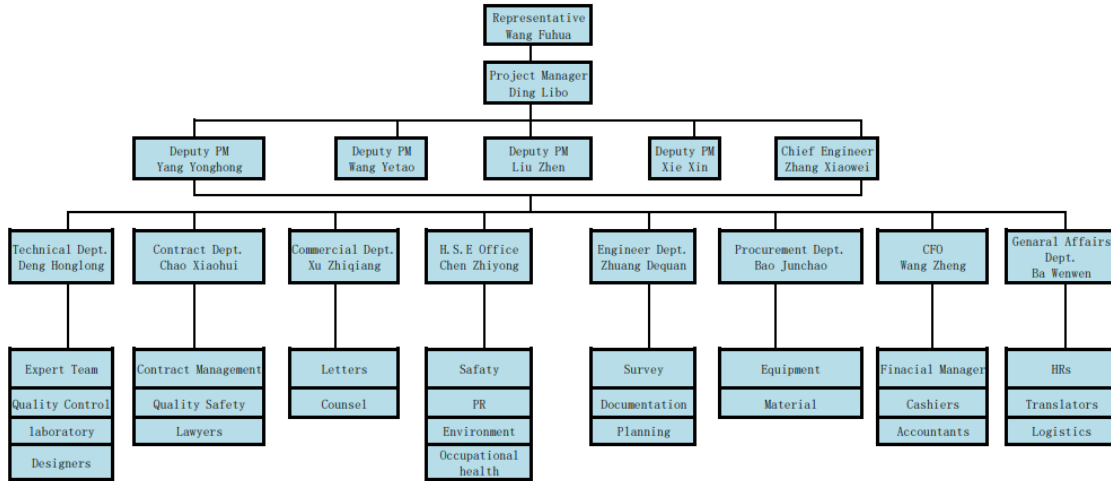 Representative
Wang Fuhua
Project Manager
Ding Libo
Deputy PM
Yang Yonghong
Deputy PM
Wang Yetao
Deputy PM
Liu Zhen
Deputy PM
Xie Xin
Chief Engineer
Zhang Xiaowei
Technical Dept.
Deng Honglong
Contract Dept.
Chao Xiaohui
Commercial Dept.
Xu Zhiqiang
H.S.E Office
Chen Zhiyong
Engineer Dept.
Zhuang Dequan
Procurement Dept.
Bao Junchao
CFO
Wang Zheng
Genaral Affairs
Dept.
Ba Wenwen
Expert Team
Quality Control
laboratory
Designers
Contract Management
Quality Safety
Lawyers
Letters
Counsel
Safaty
PR
Environment
Occupational
health
Survey
Documentation
Planning
Equipment
Material
Finacial Manager
Cashiers
Accountants
HRs
Translators
Logistics